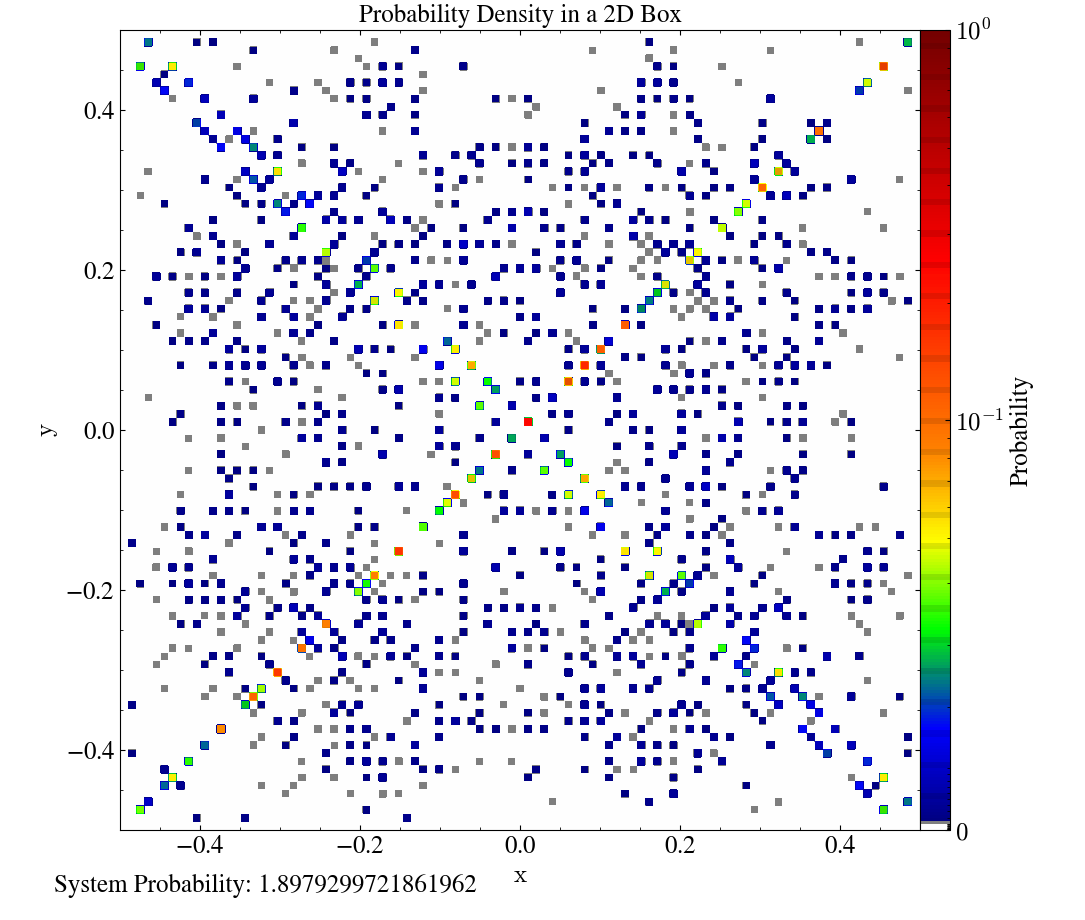 Probability Density in a 2D Box
10⁰
0.4
0.2
0.0
−0.2
−0.4
y
10⁻¹
Probability
0
−0.4 −0.2 0.0 0.2 0.4
x
System Probability: 1.8979299721861962